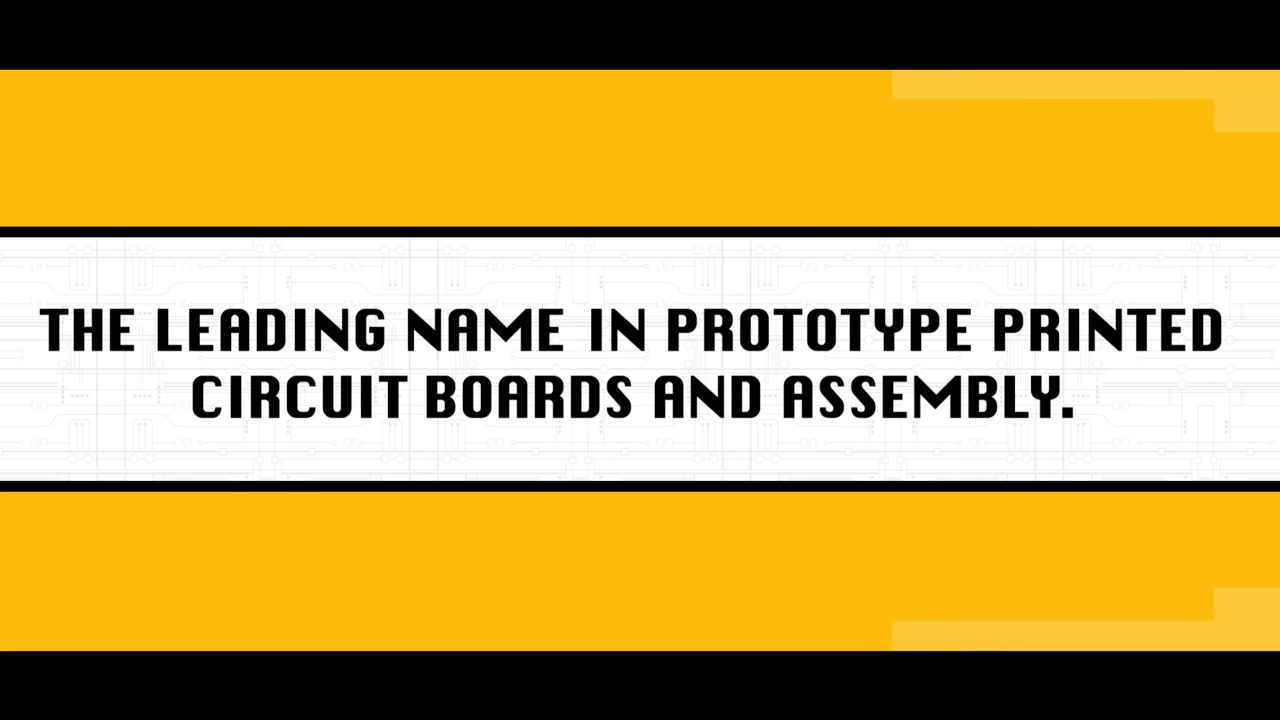 THE LEADING NAME IN PROTOTYPE PRINTED
CIRCUIT BOARDS AND ASSEMBLY.